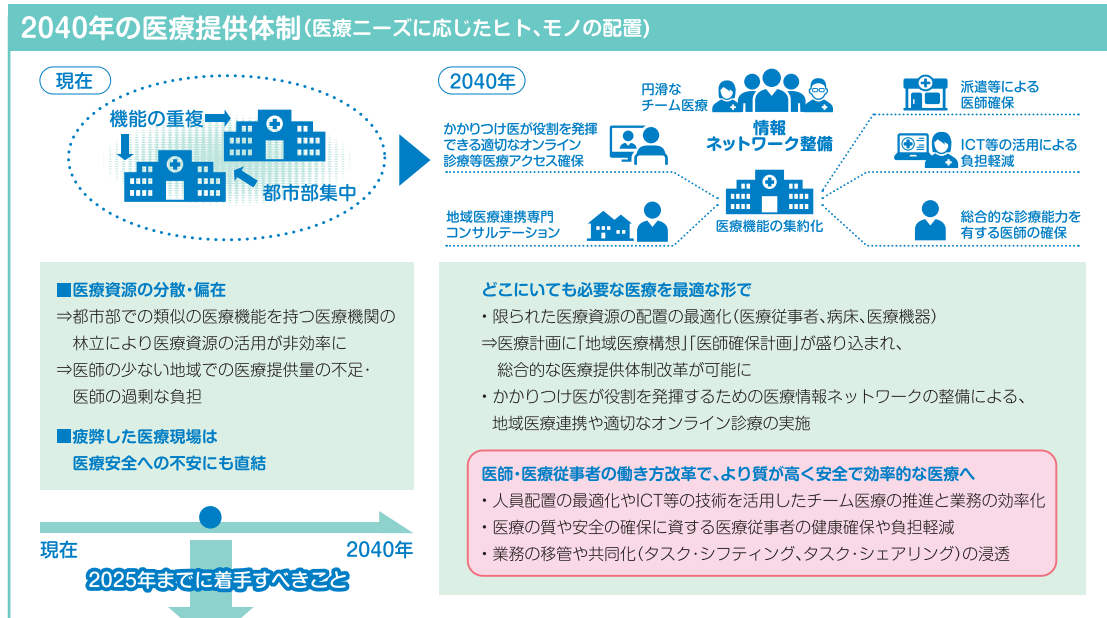 2040年の医療提供体制(医療ニーズに応じたヒト、モノの配置)
現在
機能の重複
都市部集中
2040年
円滑な
チーム医療
かかりつけ医が役割を発揮
できる適切なオンライン
診療等医療アクセス確保
地域医療連携専門
コンサルテーション
情報
ネットワーク整備
医療機能の集約化
派遣等による
医師確保
ICT等の活用による
負担軽減
総合的な診療能力を
有する医師の確保
■医療資源の分散・偏在
⇒都市部での類似の医療機能を持つ医療機関の
林立により医療資源の活用が非効率に
⇒医師の少ない地域での医療提供量の不足・
医師の過剰な負担
■疲弊した医療現場は
医療安全への不安にも直結
どこにいても必要な医療を最適な形で
・限られた医療資源の配置の最適化(医療従事者、病床、医療機器)
⇒医療計画に「地域医療構想」「医師確保計画」が盛り込まれ、
総合的な医療提供体制改革が可能に
・かかりつけ医が役割を発揮するための医療情報ネットワークの整備による、
地域医療連携や適切なオンライン診療の実施
医師・医療従事者の働き方改革で、より質が高く安全で効率的な医療へ
・人員配置の最適化やICT等の技術を活用したチーム医療の推進と業務の効率化
・医療の質や安全の確保に資する医療従事者の健康確保や負担軽減
・業務の移管や共同化(タスク・シフティング、タスク・シェアリング)の浸透
現在
2040年
2025年までに着手すべきこと